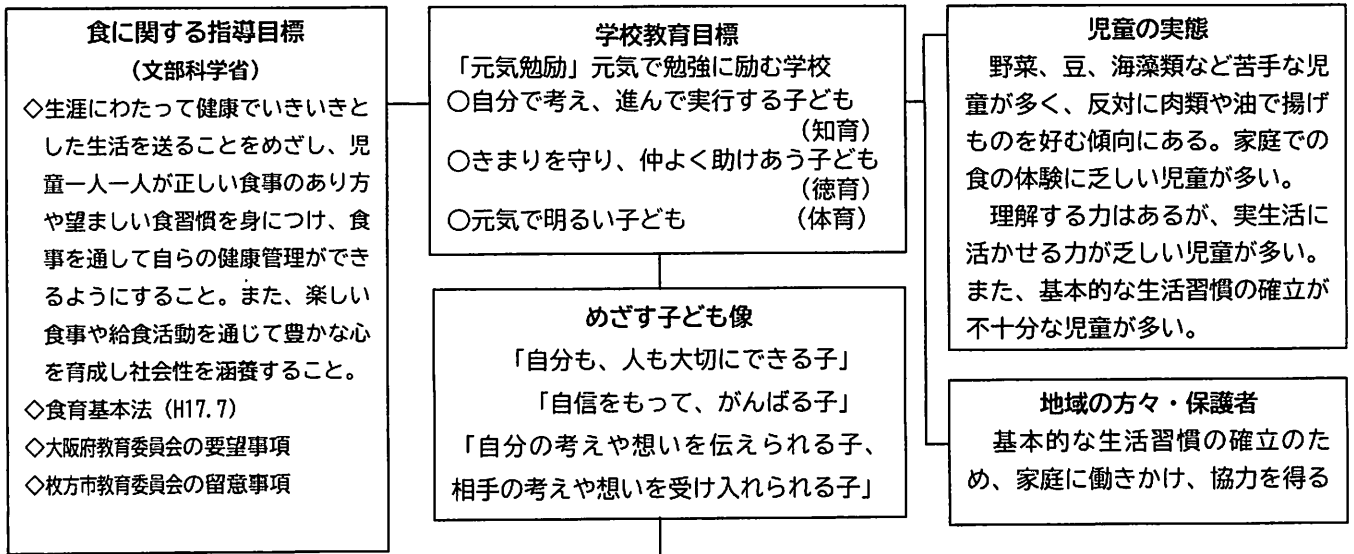 食に関する指導目標
（文部科学省）
◇生涯にわたって健康でいきいきと
した生活を送ることをめざし、児
童一人一人が正しい食事のあり方
や望ましい食習慣を身につけ、食
事を通して自らの健康管理ができ
るようにすること。また、楽しい
食事や給食活動を通じて豊かな心
を育成し社会性を涵養すること。
◇食育基本法（H17.7）
◇大阪府教育委員会の要望事項
◇枚方市教育委員会の留意事項
学校教育目標
「元気勉励」元気で勉強に励む学校
○自分で考え、進んで実行する子ども
（知育）
○きまりを守り、仲よく助けあう子ども
（徳育）
○元気で明るい子ども　（体育）
めざす子ども像
「自分も、人も大切にできる子」
「自信をもって、がんばる子」
「自分の考えや想いを伝えられる子、
相手の考えや想いを受け入れられる子」
児童の実態
野菜、豆、海藻類など苦手な児
童が多く、反対に肉類や油で揚げ
ものを好む傾向にある。家庭での
食の体験に乏しい児童が多い。
理解する力はあるが、実生活に
活かせる力が乏しい児童が多い。
また、基本的な生活習慣の確立が
不十分な児童が多い。
地域の方々・保護者
基本的な生活習慣の確立のた
め、家庭に働きかけ、協力を得る